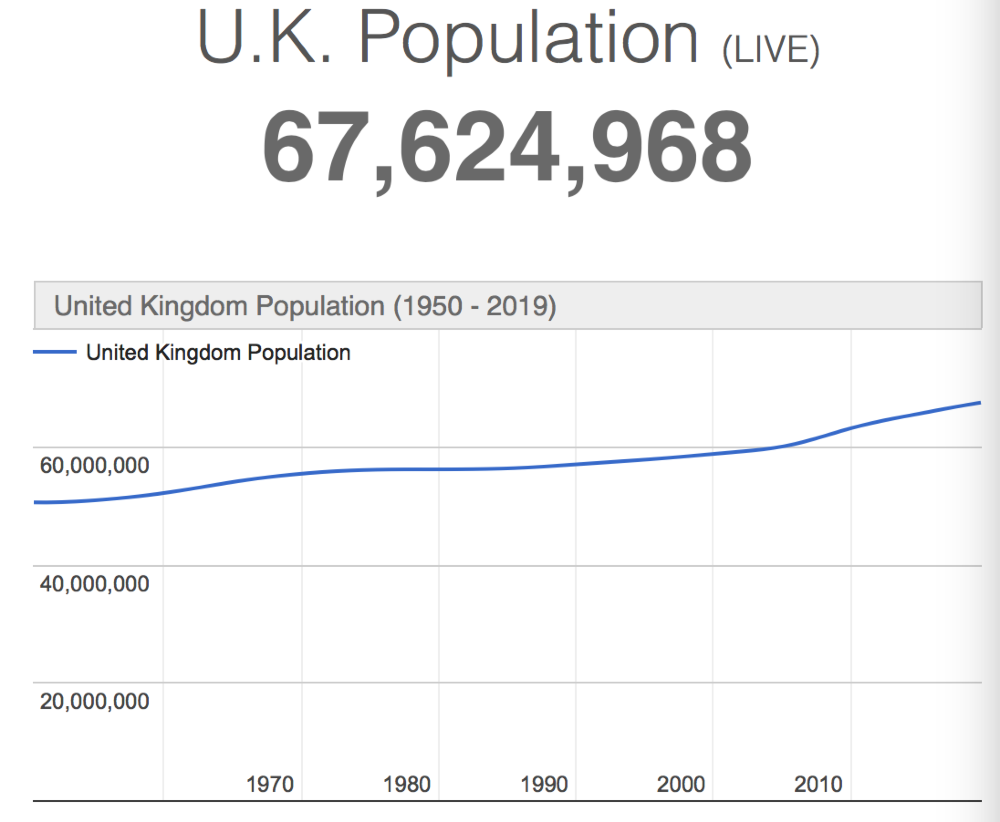 U.K. Population (LIVE)
67,624,968
United Kingdom Population (1950 - 2019)
United Kingdom Population
60,000,000
40,000,000
20,000,000
1970 1980 1990 2000 2010